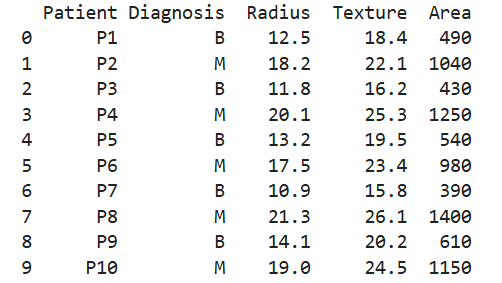 Patient Diagnosis Radius Texture Area
0 P1 B 12.5 18.4 490
1 P2 M 18.2 22.1 1040
2 P3 B 11.8 16.2 430
3 P4 M 20.1 25.3 1250
4 P5 B 13.2 19.5 540
5 P6 M 17.5 23.4 980
6 P7 B 10.9 15.8 390
7 P8 M 21.3 26.1 1400
8 P9 B 14.1 20.2 610
9 P10 M 19.0 24.5 1150